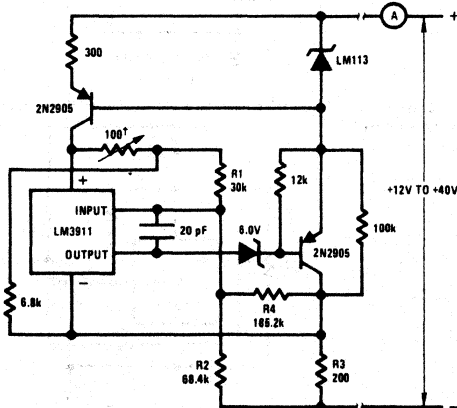 A
+
300
LM113
2N2905
100†
+
R1
30k
12k
+12V TO +40V
INPUT
LM3911
20 pF
6.0V
100k
OUTPUT
2N2905
–
6.8k
R4
165.2k
R2
68.4k
R3
200
–